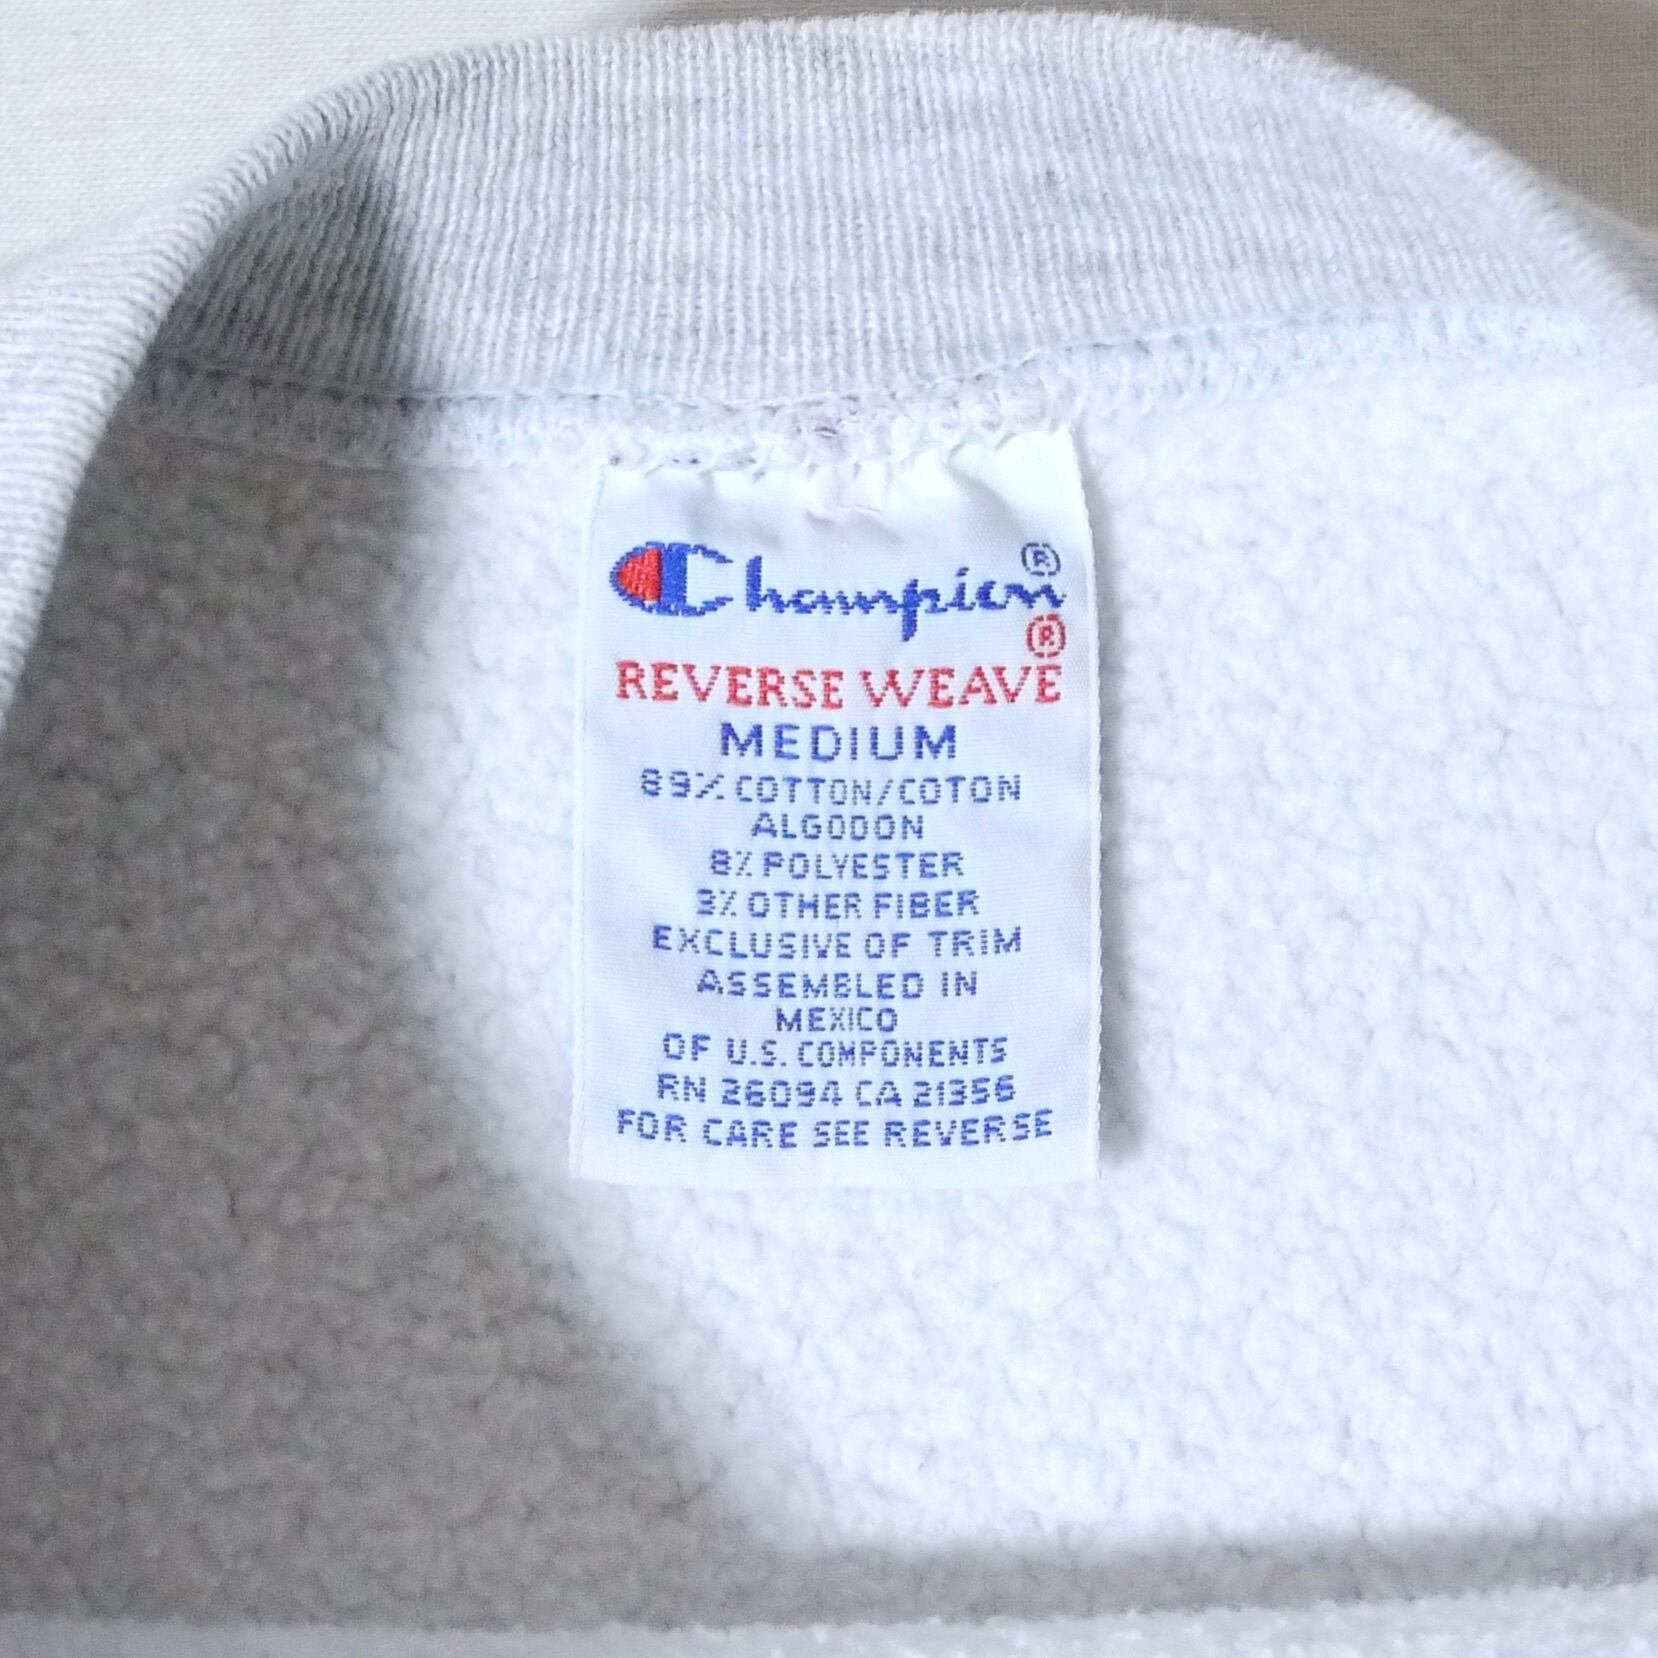 Champion®
REVERSE WEAVE®
MEDIUM
89% COTTON/COTON
ALGODON
8% POLYESTER
3% OTHER FIBER
EXCLUSIVE OF TRIM
ASSEMBLED IN
MEXICO
OF U.S. COMPONENTS
RN 26094 CA 21356
FOR CARE SEE REVERSE